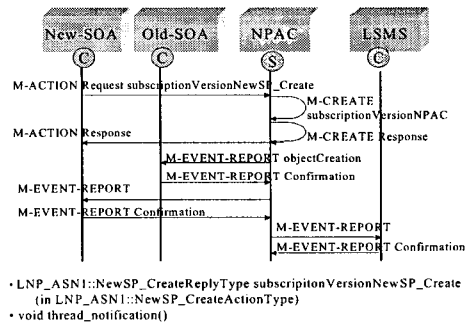 New-SOA Old-SOA NPAC LSMS
C C S C
M-ACTION Request subscriptionVersionNewSP_Create
M-CREATE
subscriptionVersionNPAC
M-ACTION Response
M-CREATE Response
M-EVENT-REPORT objectCreation
M-EVENT-REPORT Confirmation
M-EVENT-REPORT
M-EVENT-REPORT Confirmation
M-EVENT-REPORT
M-EVENT-REPORT Confirmation
• LNP_ASN1::NewSP_CreateReplyType subscripitonVersionNewSP_Create
(in LNP_ASN1::NewSP_CreateActionType)
• void thread_notification()